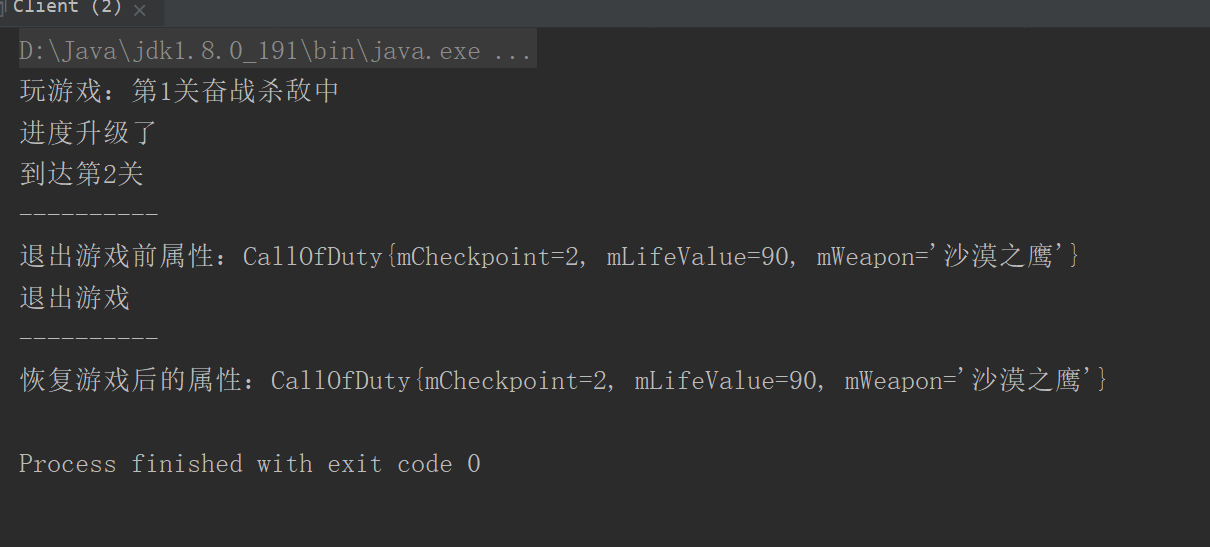 Client (2)
D:\Java\jdk1.8.0_191\bin\java.exe ...
玩游戏：第1关奋战杀敌中
进度升级了
到达第2关
----------
退出游戏前属性：CallOfDuty{mCheckpoint=2, mLifeValue=90, mWeapon='沙漠之鹰'}
退出游戏
----------
恢复游戏后的属性：CallOfDuty{mCheckpoint=2, mLifeValue=90, mWeapon='沙漠之鹰'}
Process finished with exit code 0